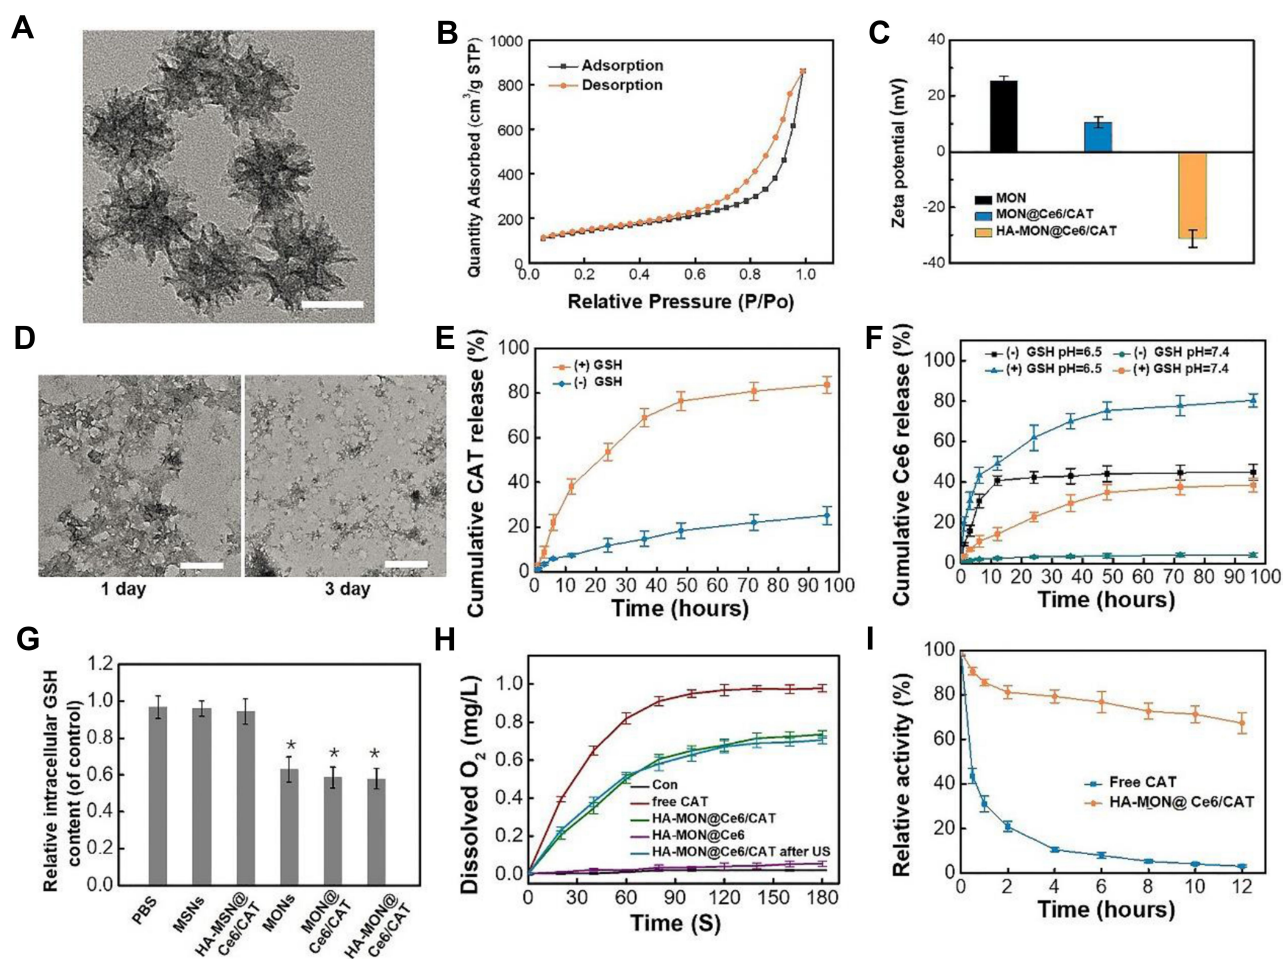 A
B
1000
800
600
400
200
0
0.0
0.2
0.4
0.6
0.8
1.0
Quantity Adsorbed (cm³/g STP)
Relative Pressure (P/Po)
Adsorption
Desorption
C
40
20
0
-20
-40
Zeta potential (mV)
MON
MON@Ce6/CAT
HA-MON@Ce6/CAT
D
1 day
3 day
E
100
80
60
40
20
0
0 10 20 30 40 50 60 70 80 90 100
Cumulative CAT release (%)
Time (hours)
(+) GSH
(-) GSH
F
100
80
60
40
20
0
0 10 20 30 40 50 60 70 80 90 100
Cumulative Ce6 release (%)
Time (hours)
(-) GSH pH=6.5
(-) GSH pH=7.4
(+) GSH pH=6.5
(+) GSH pH=7.4
G
1.2
1.0
0.8
0.6
0.4
0.2
0.0
Relative intracellular GSH
content (of control)
* * *
PBS
MSNs
HA-MSN@
Ce6/CAT
MONs
MON@
Ce6/CAT
HA-MON@
Ce6/CAT
H
1.0
0.8
0.6
0.4
0.2
0.0
0 30 60 90 120 150 180
Dissolved O₂ (mg/L)
Time (S)
Con
free CAT
HA-MON@Ce6/CAT
HA-MON@Ce6
HA-MON@Ce6/CAT after US
I
100
80
60
40
20
0
0 2 4 6 8 10 12
Relative activity (%)
Time (hours)
Free CAT
HA-MON@ Ce6/CAT